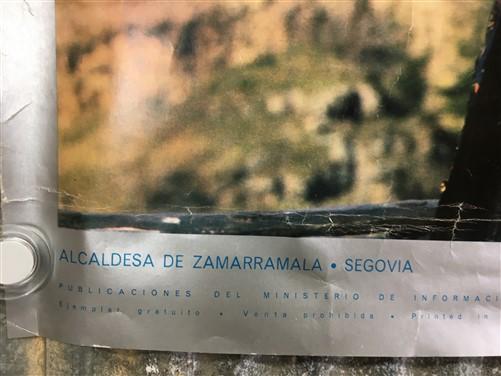 ALCALDESA DE ZAMARRAMALA • SEGOVIA
PUBLICACIONES DEL MINISTERIO DE INFORMACI
Ejemplar gratuito • Venta prohibida • Printed in